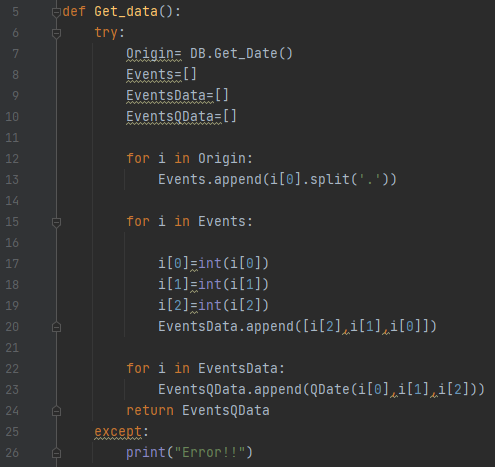 5 def Get_data():
6     try:
7         Origin= DB.Get_Date()
8         Events=[]
9         EventsData=[]
10         EventsQData=[]
11
12         for i in Origin:
13             Events.append(i[0].split('.'))
14
15         for i in Events:
16
17             i[0]=int(i[0])
18             i[1]=int(i[1])
19             i[2]=int(i[2])
20             EventsData.append([i[2],i[1],i[0]])
21
22         for i in EventsData:
23             EventsQData.append(QDate(i[0],i[1],i[2]))
24         return EventsQData
25     except:
26         print("Error!!")